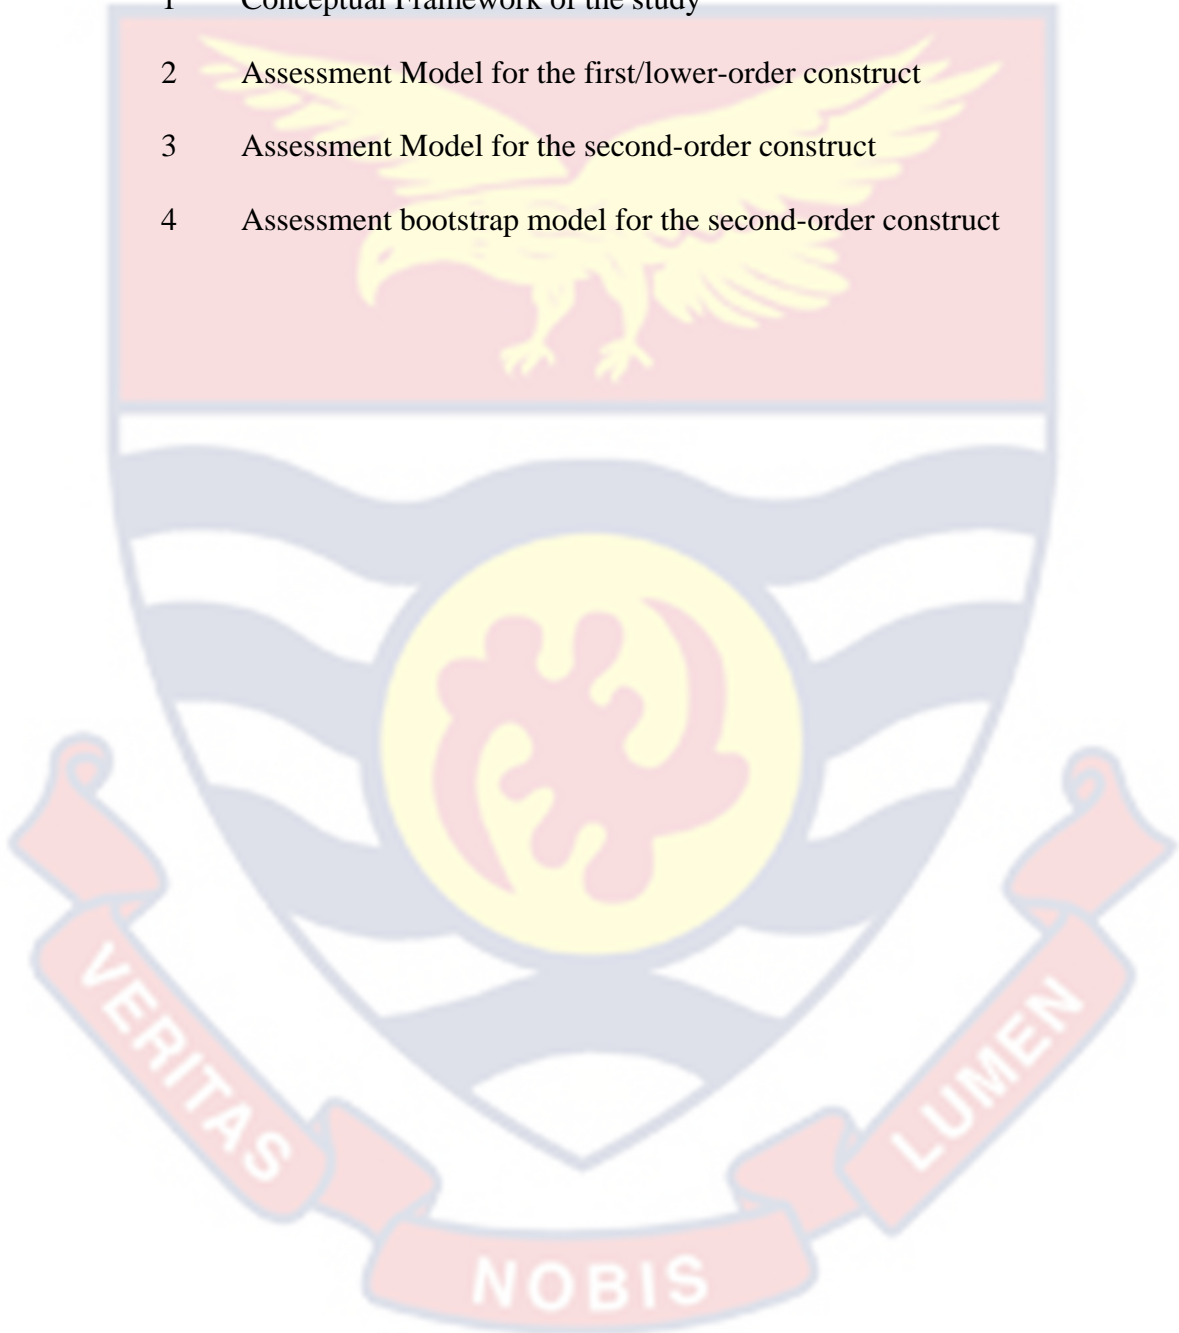 1 Conceptual Framework of the study
2 Assessment Model for the first/lower-order construct
3 Assessment Model for the second-order construct
4 Assessment bootstrap model for the second-order construct
VERITAS
NOBIS
LUMEN